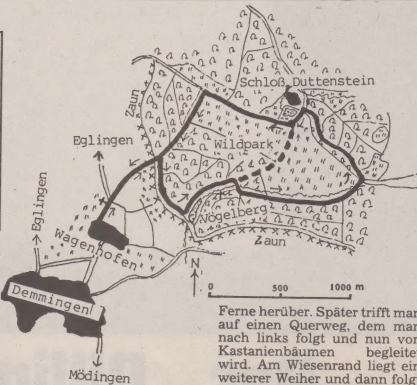 Schloß Duttenstein
Zaun
Eglingen
Wildpark
Eglingen
Vogelberg
Wagenhofen
Zaun
N
Demmingen
0 500 1000 m
Mödingen
Ferne herüber. Später trifft man
auf einen Querweg, dem man
nach links folgt und nun von
Kastanienbäumen begleitet
wird. Am Wiesenrand liegt ein
weiterer Weiher und dann folgt